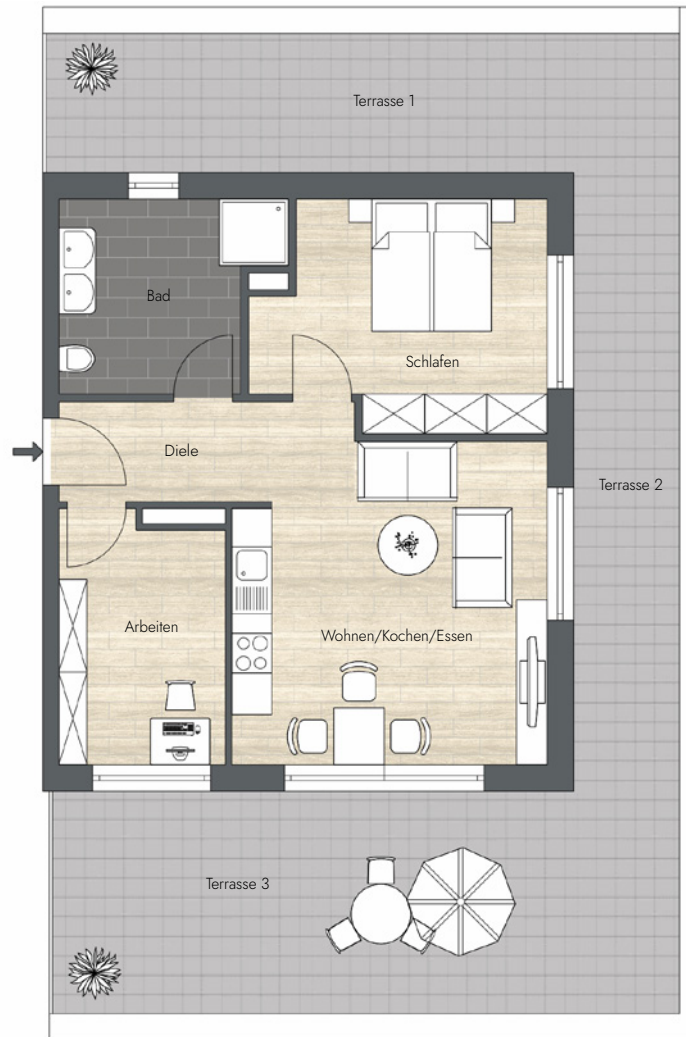 Terrasse 1
Bad
Schlafen
Diele
Terrasse 2
Arbeiten
Wohnen/Kochen/Essen
Terrasse 3